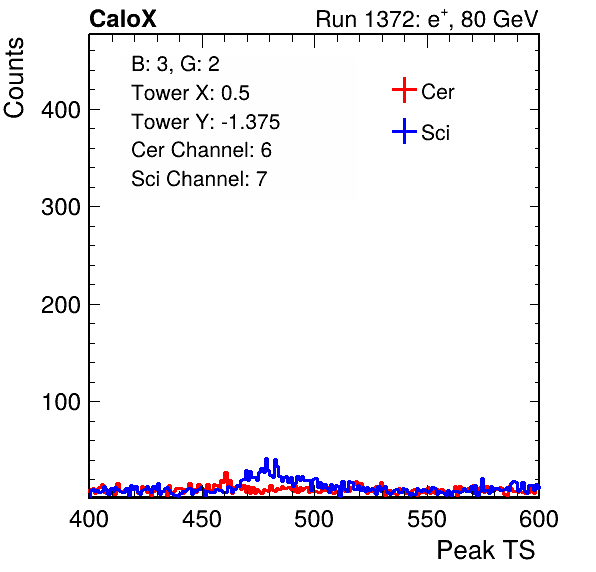 CaloX Run 1372: e⁺, 80 GeV
Counts
B: 3, G: 2
Tower X: 0.5
Tower Y: -1.375
Cer Channel: 6
Sci Channel: 7
Cer
Sci
400
300
200
100
400 450 500 550 600
Peak TS